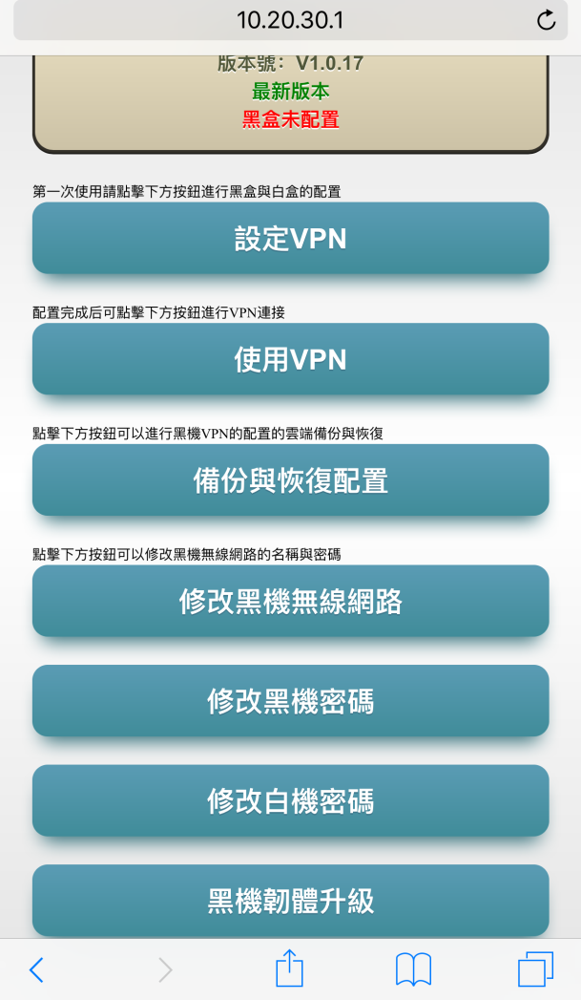 10.20.30.1
版本號：V1.0.17
最新版本
黑盒未配置
第一次使用請點擊下方按鈕進行黑盒與白盒的配置
設定VPN
配置完成后可點擊下方按鈕進行VPN連接
使用VPN
點擊下方按鈕可以進行黑機VPN的配置的雲端備份與恢復
備份與恢復配置
點擊下方按鈕可以修改黑機無線網路的名稱與密碼
修改黑機無線網路
修改黑機密碼
修改白機密碼
黑機韌體升級